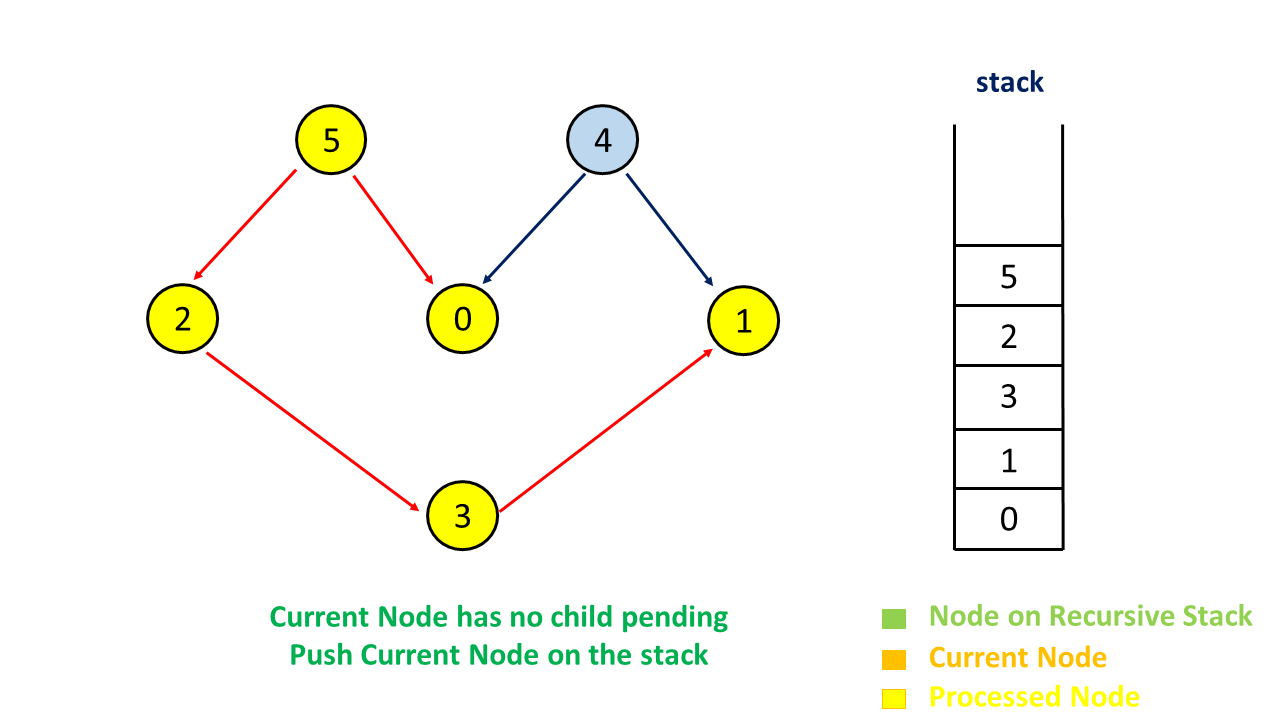 stack
5
4
2
0
1
3
5
2
3
1
0
Current Node has no child pending
Push Current Node on the stack
Node on Recursive Stack
Current Node
Processed Node